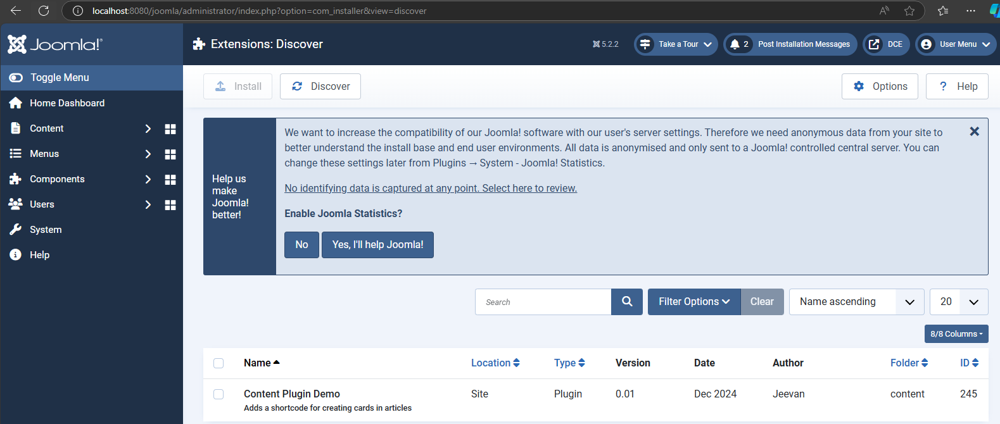 localhost:8080/joomla/administrator/index.php?option=com_installer&view=discover
Joomla!®
Extensions: Discover
5.2.2
Take a Tour
2
Post Installation Messages
DCE
User Menu
Toggle Menu
Home Dashboard
Content
Menus
Components
Users
System
Help
Install
Discover
Options
? Help
Help us
make
Joomla!
better!
We want to increase the compatibility of our Joomla! software with our user's server settings. Therefore we need anonymous data from your site to
better understand the install base and end user environments. All data is anonymised and only sent to a Joomla! controlled central server. You can
change these settings later from Plugins → System - Joomla! Statistics.
No identifying data is captured at any point. Select here to review.
Enable Joomla Statistics?
No
Yes, I'll help Joomla!
Search
Filter Options
Clear
Name ascending
20
8/8 Columns
Name Location Type Version Date Author Folder ID
Content Plugin Demo Site Plugin 0.01 Dec 2024 Jeevan content 245
Adds a shortcode for creating cards in articles